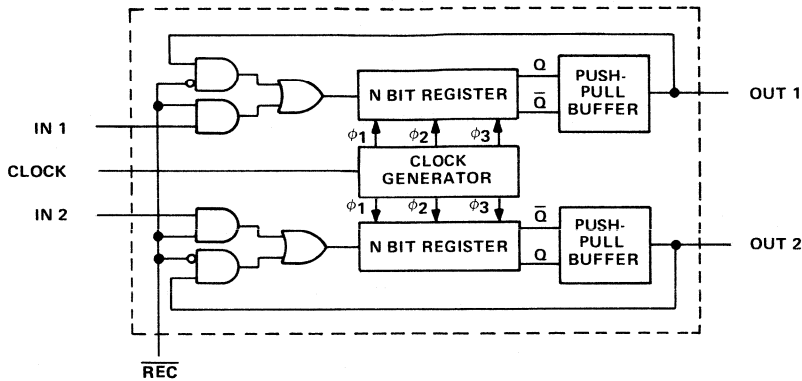 Q
PUSH-
PULL
BUFFER
N BIT REGISTER
Q̅
OUT 1
IN 1
ϕ1 ϕ2 ϕ3
CLOCK
CLOCK
GENERATOR
ϕ1 ϕ2 ϕ3
IN 2
Q̅
PUSH-
PULL
BUFFER
N BIT REGISTER
Q
OUT 2
R̅E̅C̅